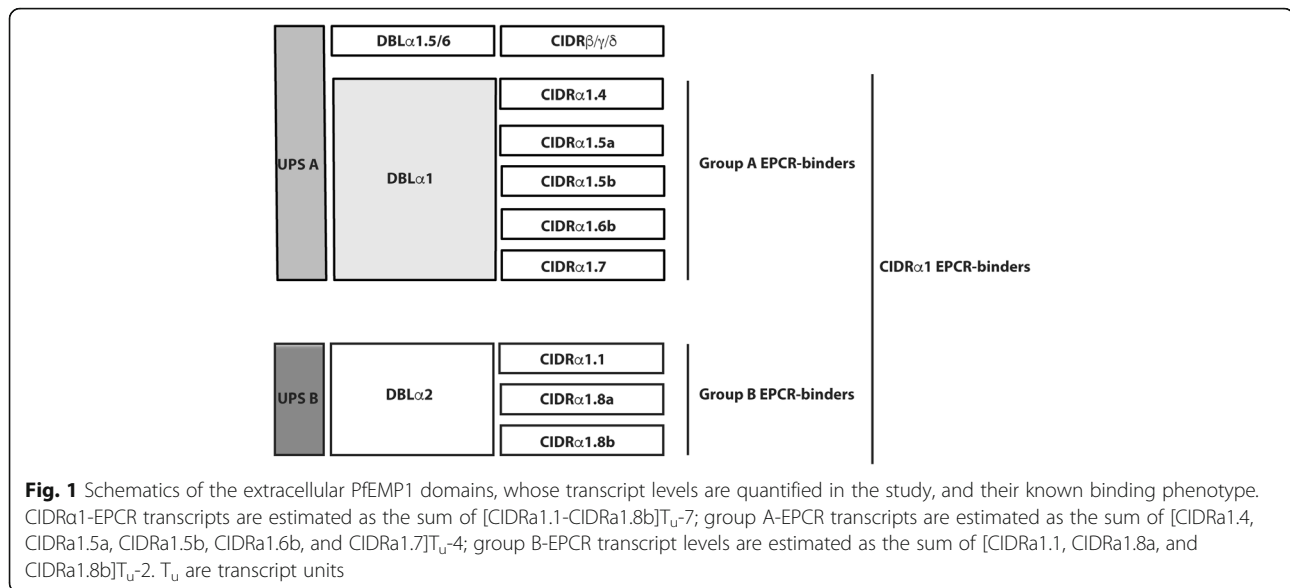 DBLα1.5/6 CIDRβ/γ/δ
CIDRα1.4
CIDRα1.5a
UPS A DBLα1 CIDRα1.5b Group A EPCR-binders
CIDRα1.6b
CIDRα1.7
CIDRα1 EPCR-binders
CIDRα1.1
UPS B DBLα2 CIDRα1.8a Group B EPCR-binders
CIDRα1.8b
Fig. 1 Schematics of the extracellular PfEMP1 domains, whose transcript levels are quantified in the study, and their known binding phenotype.
CIDRα1-EPCR transcripts are estimated as the sum of [CIDRa1.1-CIDRa1.8b]Tu-7; group A-EPCR transcripts are estimated as the sum of [CIDRa1.4,
CIDRa1.5a, CIDRa1.5b, CIDRa1.6b, and CIDRa1.7]Tu-4; group B-EPCR transcript levels are estimated as the sum of [CIDRa1.1, CIDRa1.8a, and
CIDRa1.8b]Tu-2. Tu are transcript units